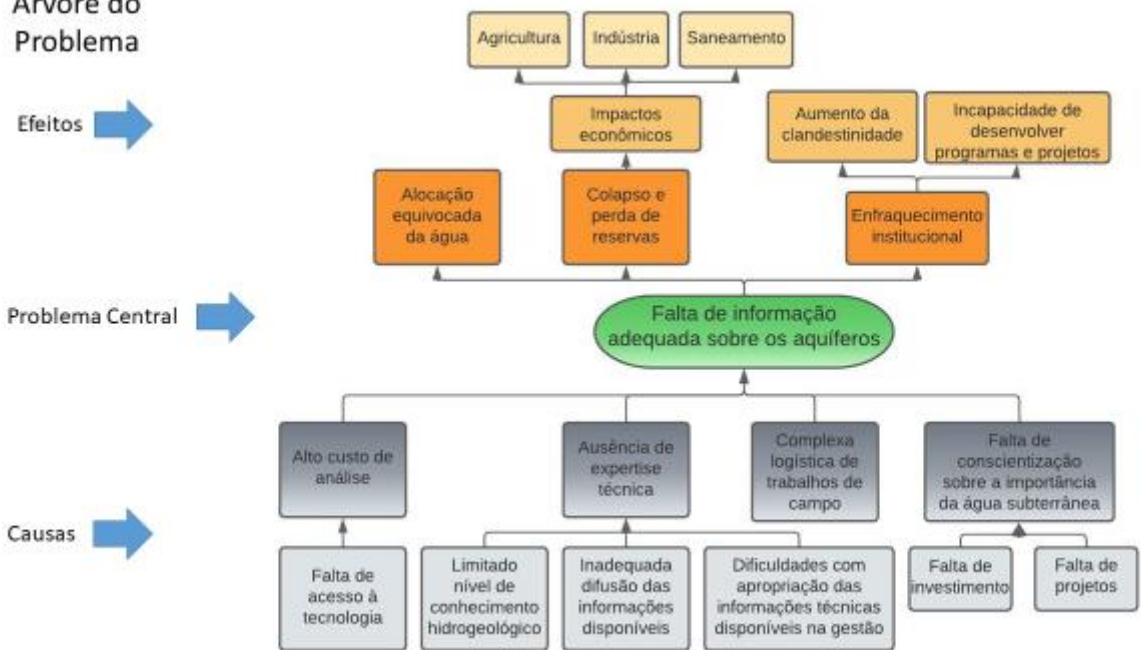 Árvore do
Problema
Agricultura
Indústria
Saneamento
Efeitos
Impactos
econômicos
Aumento da
clandestinidade
Incapacidade de
desenvolver
programas e projetos
Alocação
equivocada
da água
Colapso e
perda de
reservas
Enfraquecimento
institucional
Problema Central
Falta de informação
adequada sobre os aquíferos
Alto custo de
análise
Ausência de
expertise
técnica
Complexa
logística de
trabalhos de
campo
Falta de
conscientização
sobre a importância
da água subterrânea
Causas
Falta de
acesso à
tecnologia
Limitado
nível de
conhecimento
hidrogeológico
Inadequada
difusão das
informações
disponíveis
Dificuldades com
apropriação das
informações técnicas
disponíveis na gestão
Falta de
investimento
Falta de
projetos